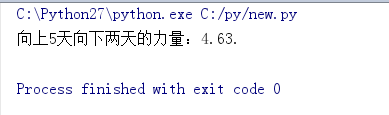 C:\Python27\python.exe C:/py/new.py
向上5天向下两天的力量：4.63.
Process finished with exit code 0